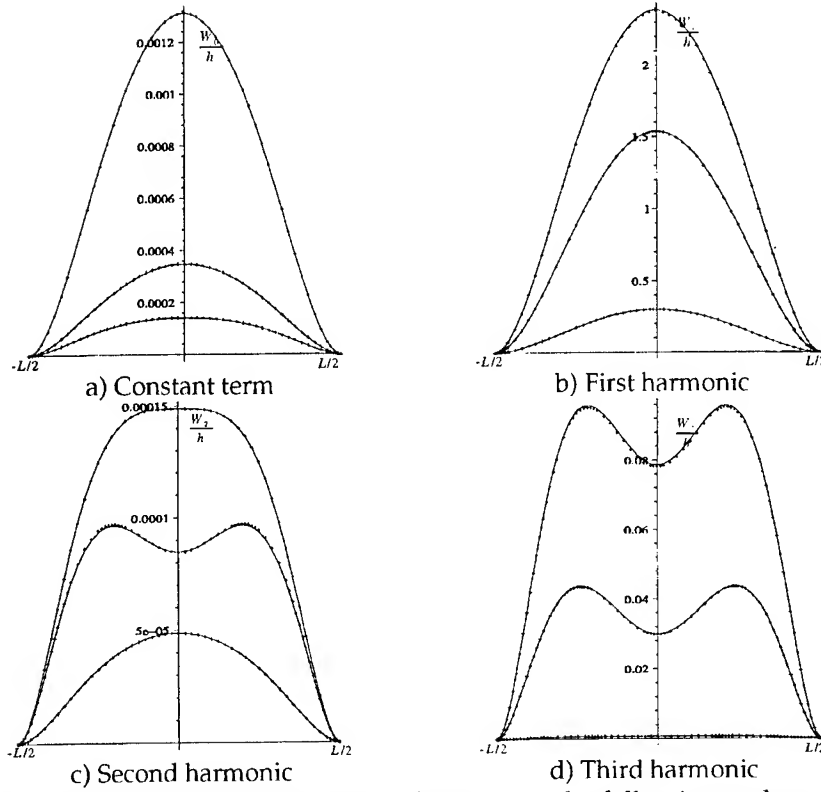 W₀/h
0.0012
0.001
0.0008
0.0006
0.0004
0.0002
-L/2
L/2
a) Constant term
h
2
1.5
1
0.5
-L/2
L/2
b) First harmonic
0.00015
W₂/h
0.0001
5e-05
-L/2
L/2
c) Second harmonic
0.08
0.06
0.04
0.02
-L/2
L/2
d) Third harmonic